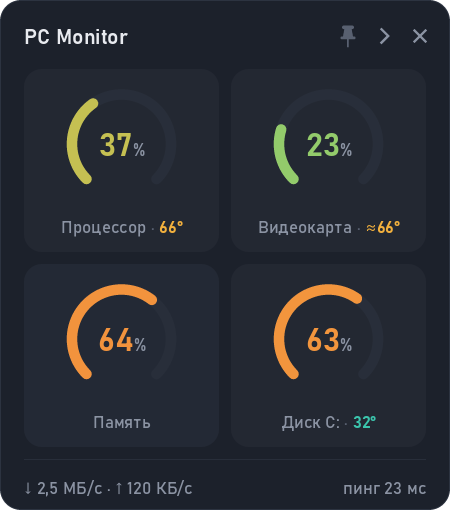 PC Monitor
37%
23%
Процессор · 66°
Видеокарта · ≈66°
64%
63%
Память
Диск C: · 32°
↓ 2,5 МБ/с · ↑ 120 КБ/с
пинг 23 мс